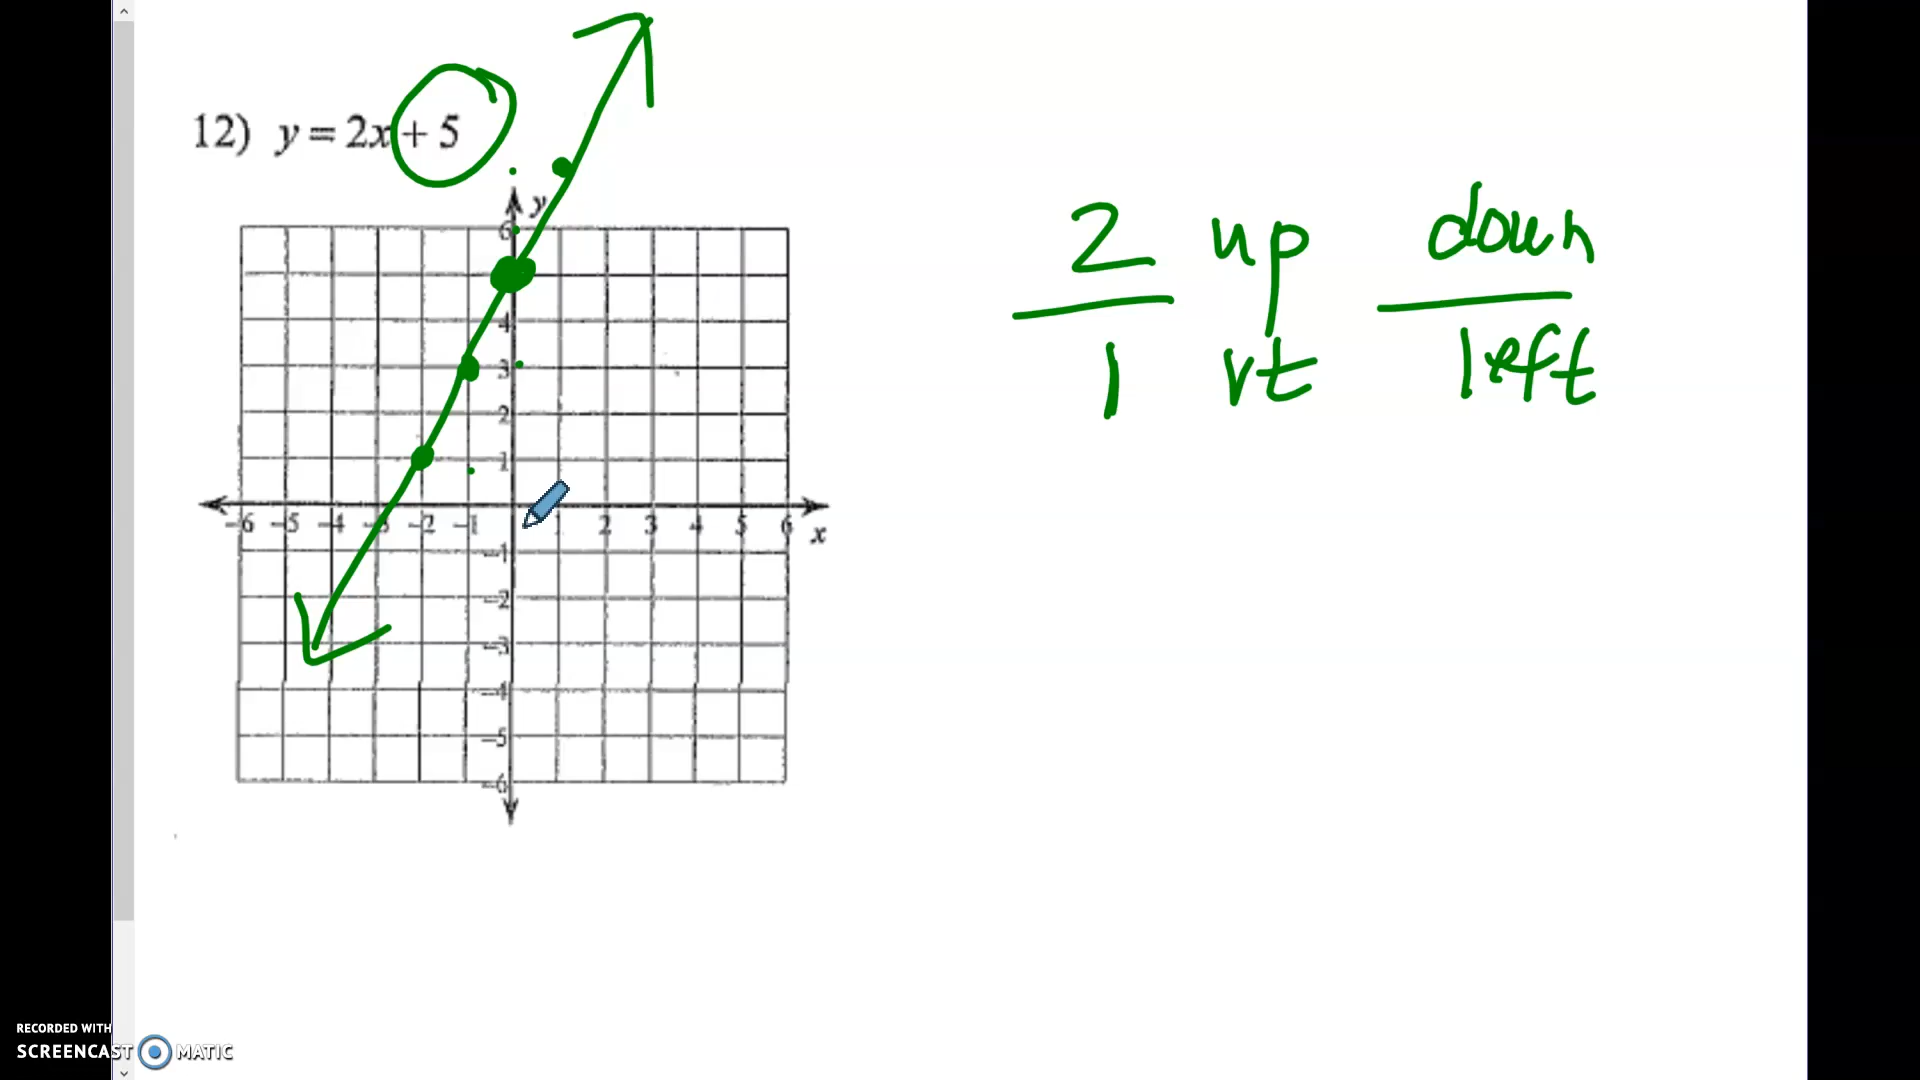 12) y = 2x + 5
y
6
4
3
2
1
-6 -5 -4 -3 -2 -1 1 2 3 4 5 6
x
-1
-2
-3
-4
-5
-6
2 up down
1 rt left
RECORDED WITH
SCREENCAST MATIC